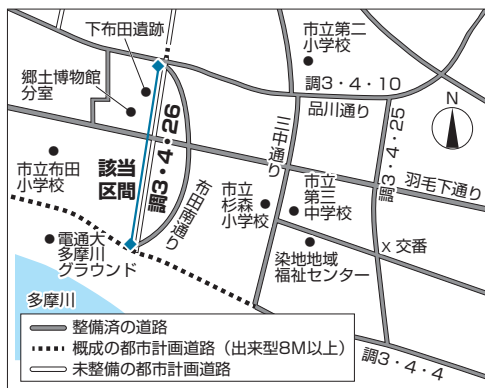 下布田遺跡
郷土博物館
分室
市立第二
小学校
調3・4・10
品川通り
N
三中通り
調3・4・25
調3・4・26
該当
区間
市立布田
小学校
布田南通り
市立
杉森
小学校
市立
第三
中学校
羽毛下通り
X 交番
電通大
多摩川
グラウンド
染地地域
福祉センター
多摩川
調3・4・4
整備済の道路
概成の都市計画道路（出来型8M以上）
未整備の都市計画道路